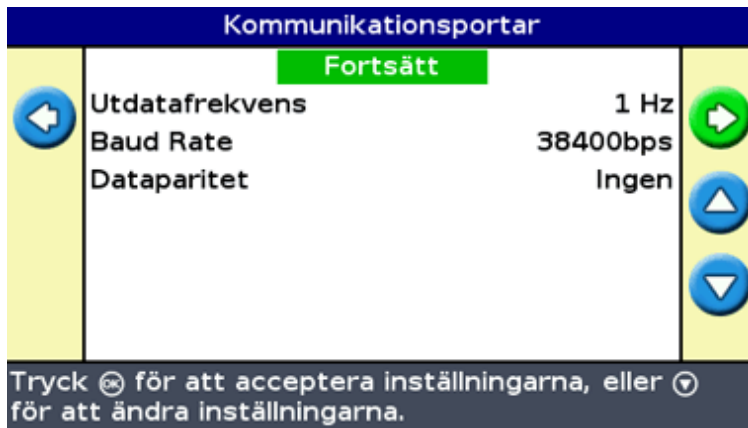 Kommunikationsportar
Fortsätt
Utdatafrekvens 1 Hz
Baud Rate 38400bps
Dataparitet Ingen
Tryck OK för att acceptera inställningarna, eller
för att ändra inställningarna.